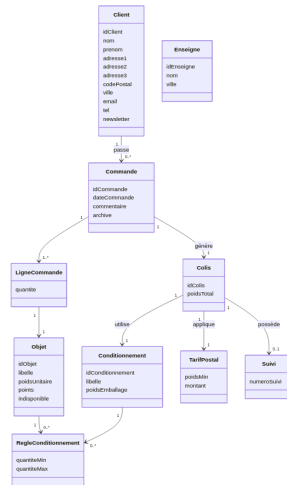 Client
idClient
nom
prenom
adresse1
adresse2
adresse3
codePostal
ville
email
tel
newsletter
Enseigne
idEnseigne
nom
ville
1
passe
0..*
Commande
idCommande
dateCommande
commentaire
archive
1
1
génère
1..*
1
LigneCommande
quantite
Colis
idColis
poidsTotal
1
1
1
1
utilise
applique
possède
1
1
1
0..1
Objet
idObjet
libelle
poidsUnitaire
points
indisponible
Conditionnement
idConditionnement
libelle
poidsEmballage
TarifPostal
poidsMin
montant
Suivi
numeroSuivi
1
1
0..*
0..*
RegleConditionnement
quantiteMin
quantiteMax